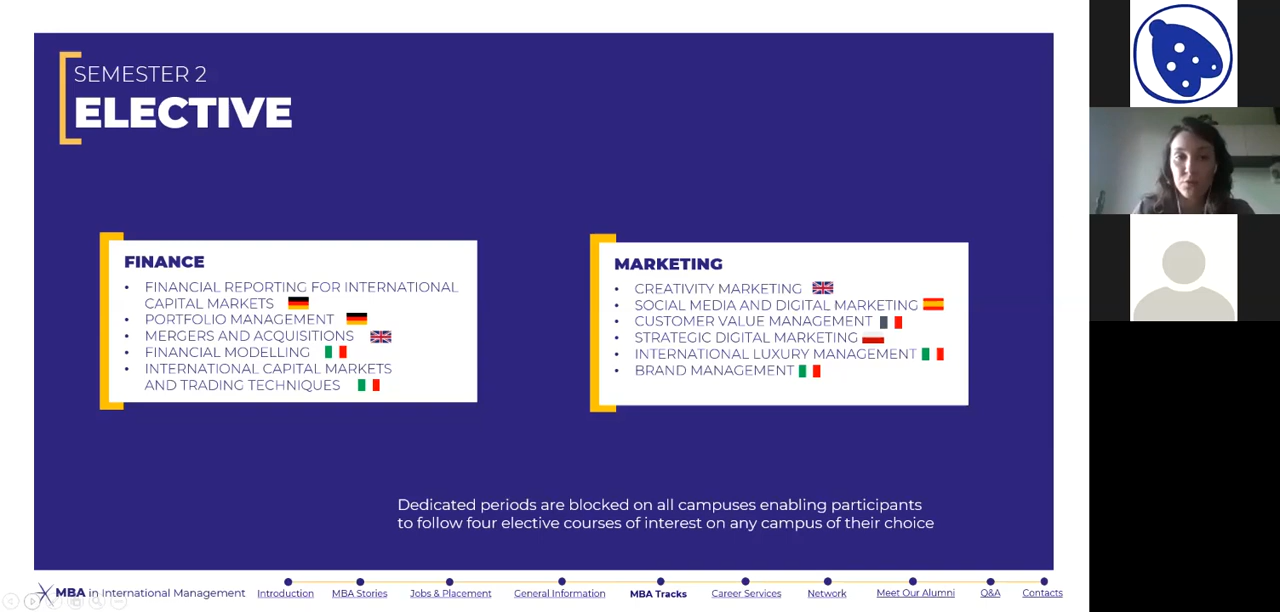 SEMESTER 2
ELECTIVE
FINANCE
• FINANCIAL REPORTING FOR INTERNATIONAL
CAPITAL MARKETS
• PORTFOLIO MANAGEMENT
• MERGERS AND ACQUISITIONS
• FINANCIAL MODELLING
• INTERNATIONAL CAPITAL MARKETS
AND TRADING TECHNIQUES
MARKETING
• CREATIVITY MARKETING
• SOCIAL MEDIA AND DIGITAL MARKETING
• CUSTOMER VALUE MANAGEMENT
• STRATEGIC DIGITAL MARKETING
• INTERNATIONAL LUXURY MANAGEMENT
• BRAND MANAGEMENT
Dedicated periods are blocked on all campuses enabling participants
to follow four elective courses of interest on any campus of their choice
MBA in International Management
Introduction
MBA Stories
Jobs & Placement
General Information
MBA Tracks
Career Services
Network
Meet Our Alumni
Q&A
Contacts